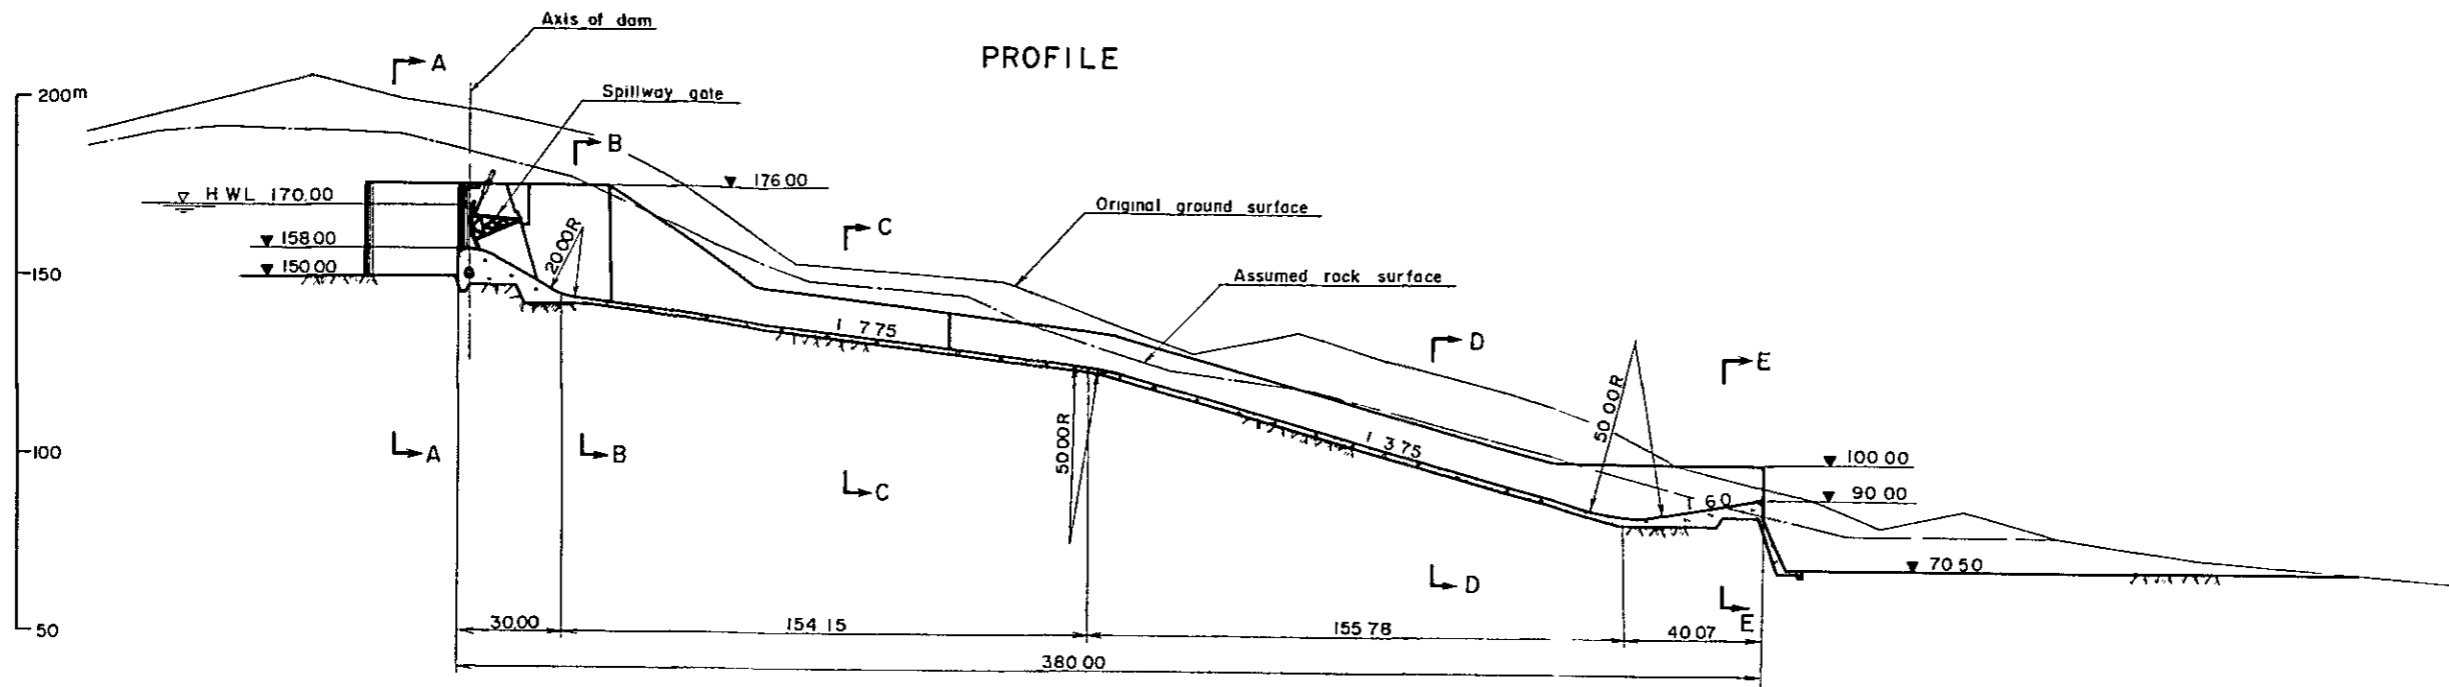 Axis of dam
PROFILE
A
200m
Spillway gate
B
176.00
H W L 170.00
Original ground surface
C
158.00
20.00R
150.00
150
Assumed rock surface
1 7.75
D
E
50.00R
50.00R
1 3.75
100
A
B
C
100.00
90.00
1 6.0
70.50
D
E
50
30.00
154.15
155.78
40.07
380.00